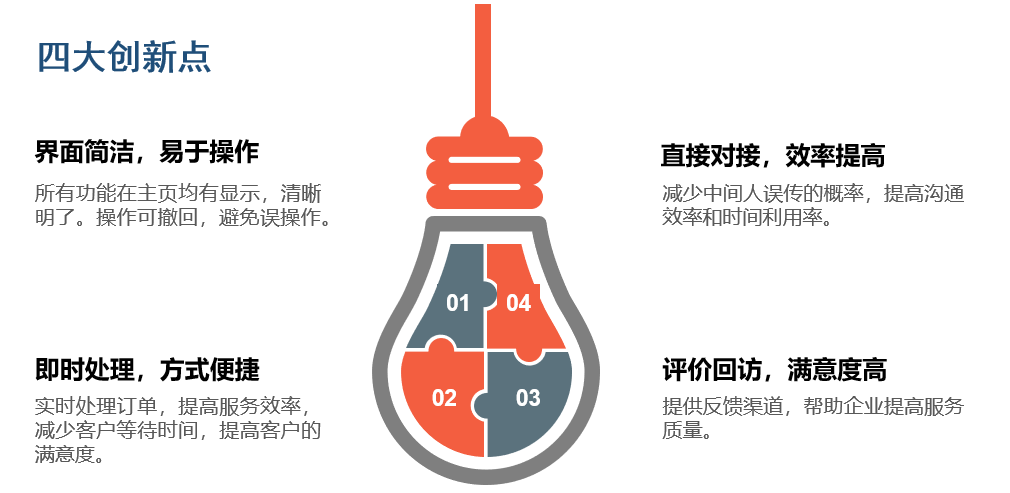 四大创新点
界面简洁，易于操作
所有功能在主页均有显示，清晰
明了。操作可撤回，避免误操作。
即时处理，方式便捷
实时处理订单，提高服务效率，
减少客户等待时间，提高客户的
满意度。
01
04
02
03
直接对接，效率提高
减少中间人误传的概率，提高沟通
效率和时间利用率。
评价回访，满意度高
提供反馈渠道，帮助企业提高服务
质量。